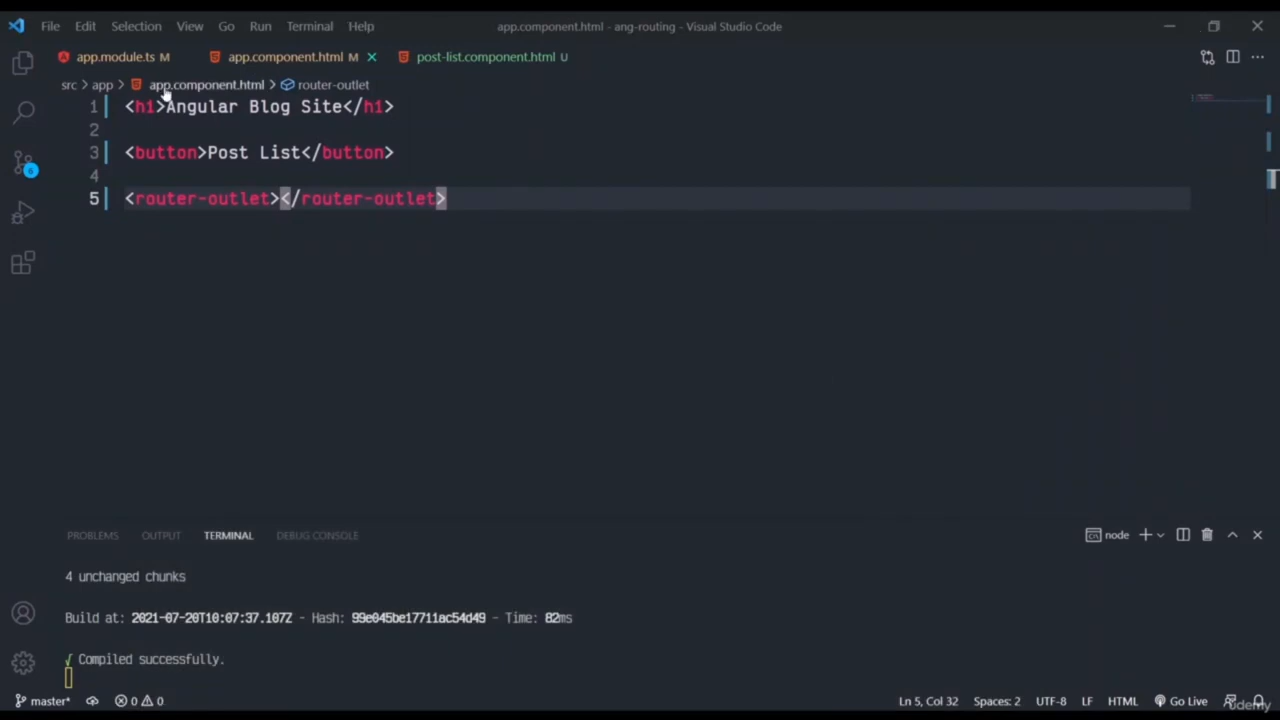 File Edit Selection View Go Run Terminal Help app.component.html - ang-routing - Visual Studio Code
app.module.ts M app.component.html M post-list.component.html U
src > app > app.component.html > router-outlet
1 <h1>Angular Blog Site</h1>
2
3 <button>Post List</button>
4
5 <router-outlet></router-outlet>
6
PROBLEMS OUTPUT TERMINAL DEBUG CONSOLE node
4 unchanged chunks
Build at: 2021-07-20T10:07:37.107Z - Hash: 99e045be17711ac54d49 - Time: 82ms
√ Compiled successfully.
master* 0 0 Ln 5, Col 32 Spaces: 2 UTF-8 LF HTML Go Live
udemy